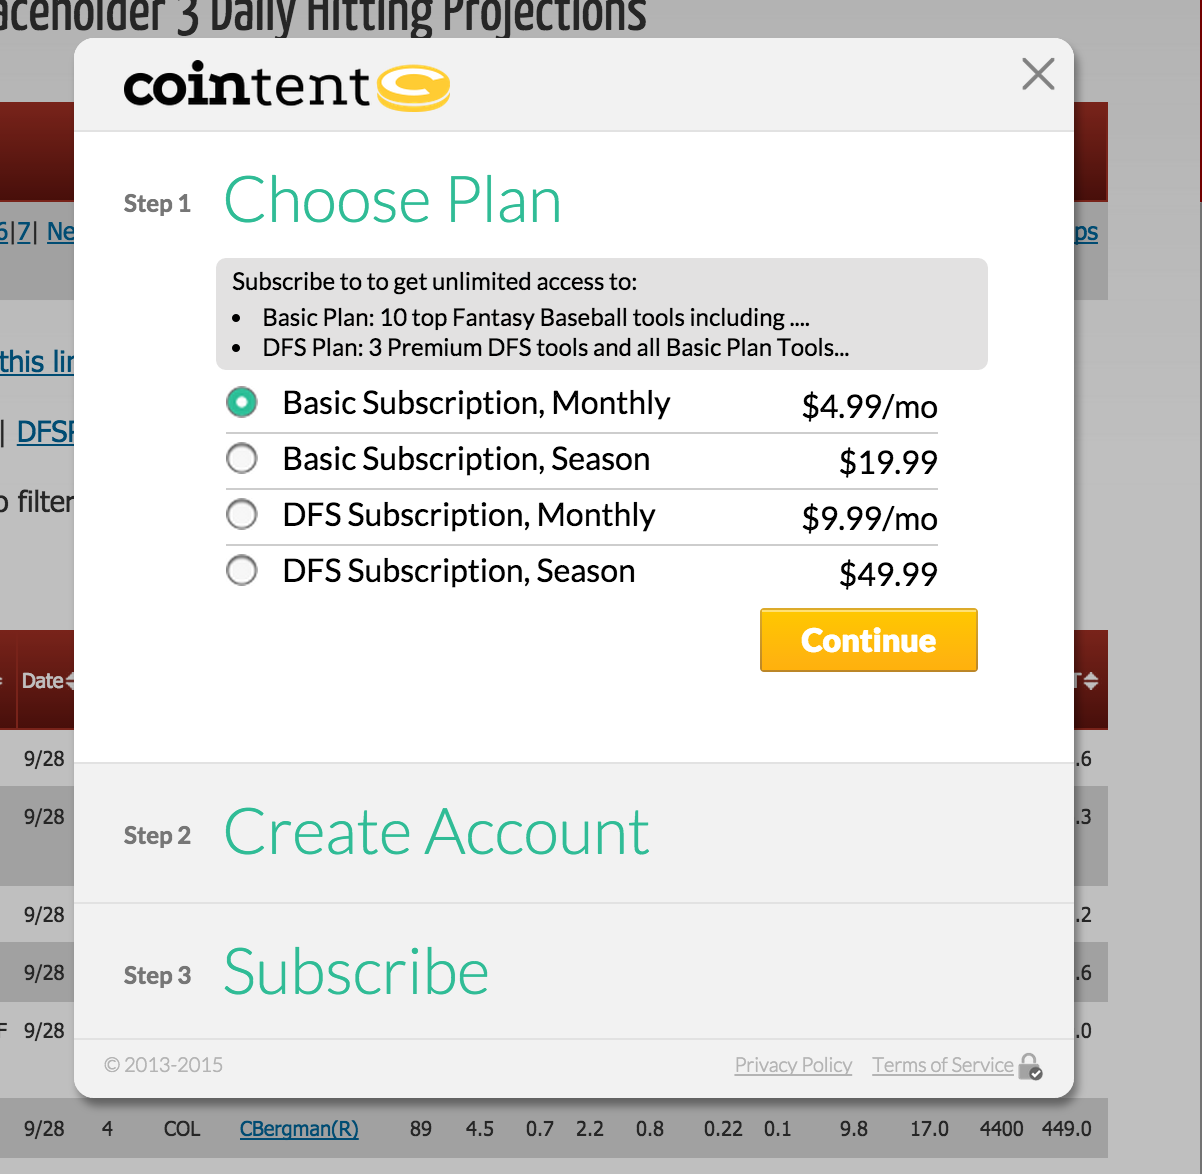 3 Daily Hitting Projections
cointent
6|7|
ps
Step 1 Choose Plan
Subscribe to to get unlimited access to:
• Basic Plan: 10 top Fantasy Baseball tools including ....
• DFS Plan: 3 Premium DFS tools and all Basic Plan Tools...
this
Basic Subscription, Monthly $4.99/mo
| DFS
Basic Subscription, Season $19.99
filter
DFS Subscription, Monthly $9.99/mo
DFS Subscription, Season $49.99
Continue
Date
9/28 .6
9/28 .3
Step 2 Create Account
9/28 .2
Step 3 Subscribe
9/28 .6
9/28 .0
© 2013-2015 Privacy Policy Terms of Service
9/28 4 COL CBergman(R) 89 4.5 0.7 2.2 0.8 0.22 0.1 9.8 17.0 4400 449.0